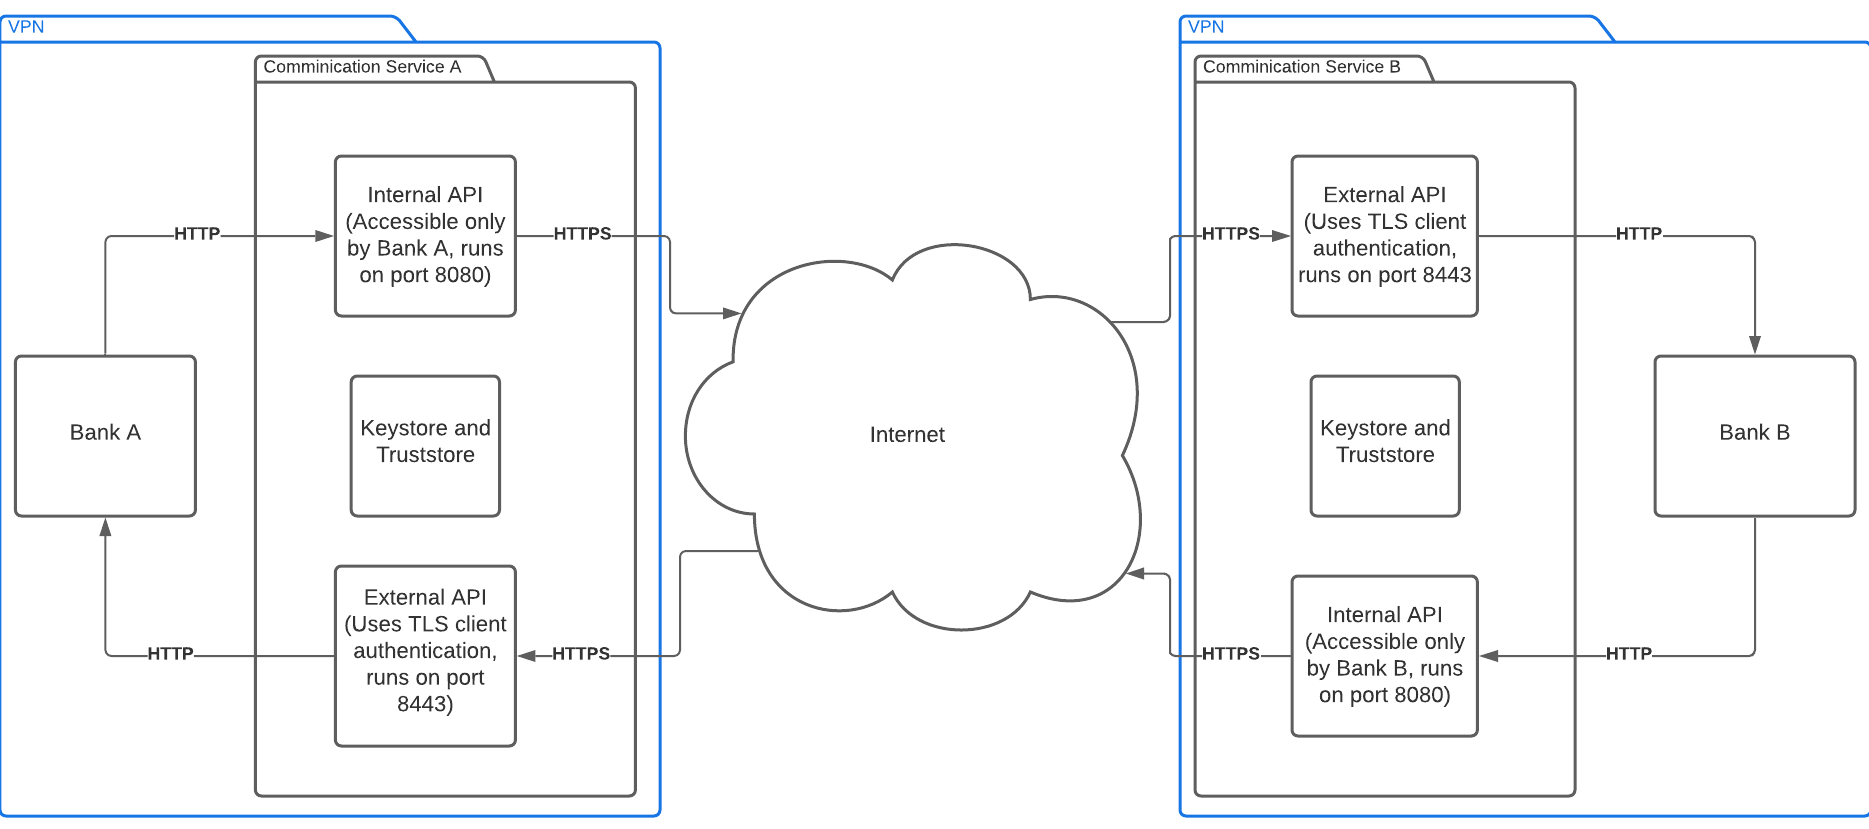 VPN
Comminication Service A
Internal API
(Accessible only
by Bank A, runs
on port 8080)
HTTP
HTTPS
Bank A
Keystore and
Truststore
External API
(Uses TLS client
authentication,
runs on port
8443)
HTTP
HTTPS
Internet
VPN
Comminication Service B
HTTPS
External API
(Uses TLS client
authentication,
runs on port 8443
HTTP
Keystore and
Truststore
Bank B
HTTPS
Internal API
(Accessible only
by Bank B, runs
on port 8080)
HTTP